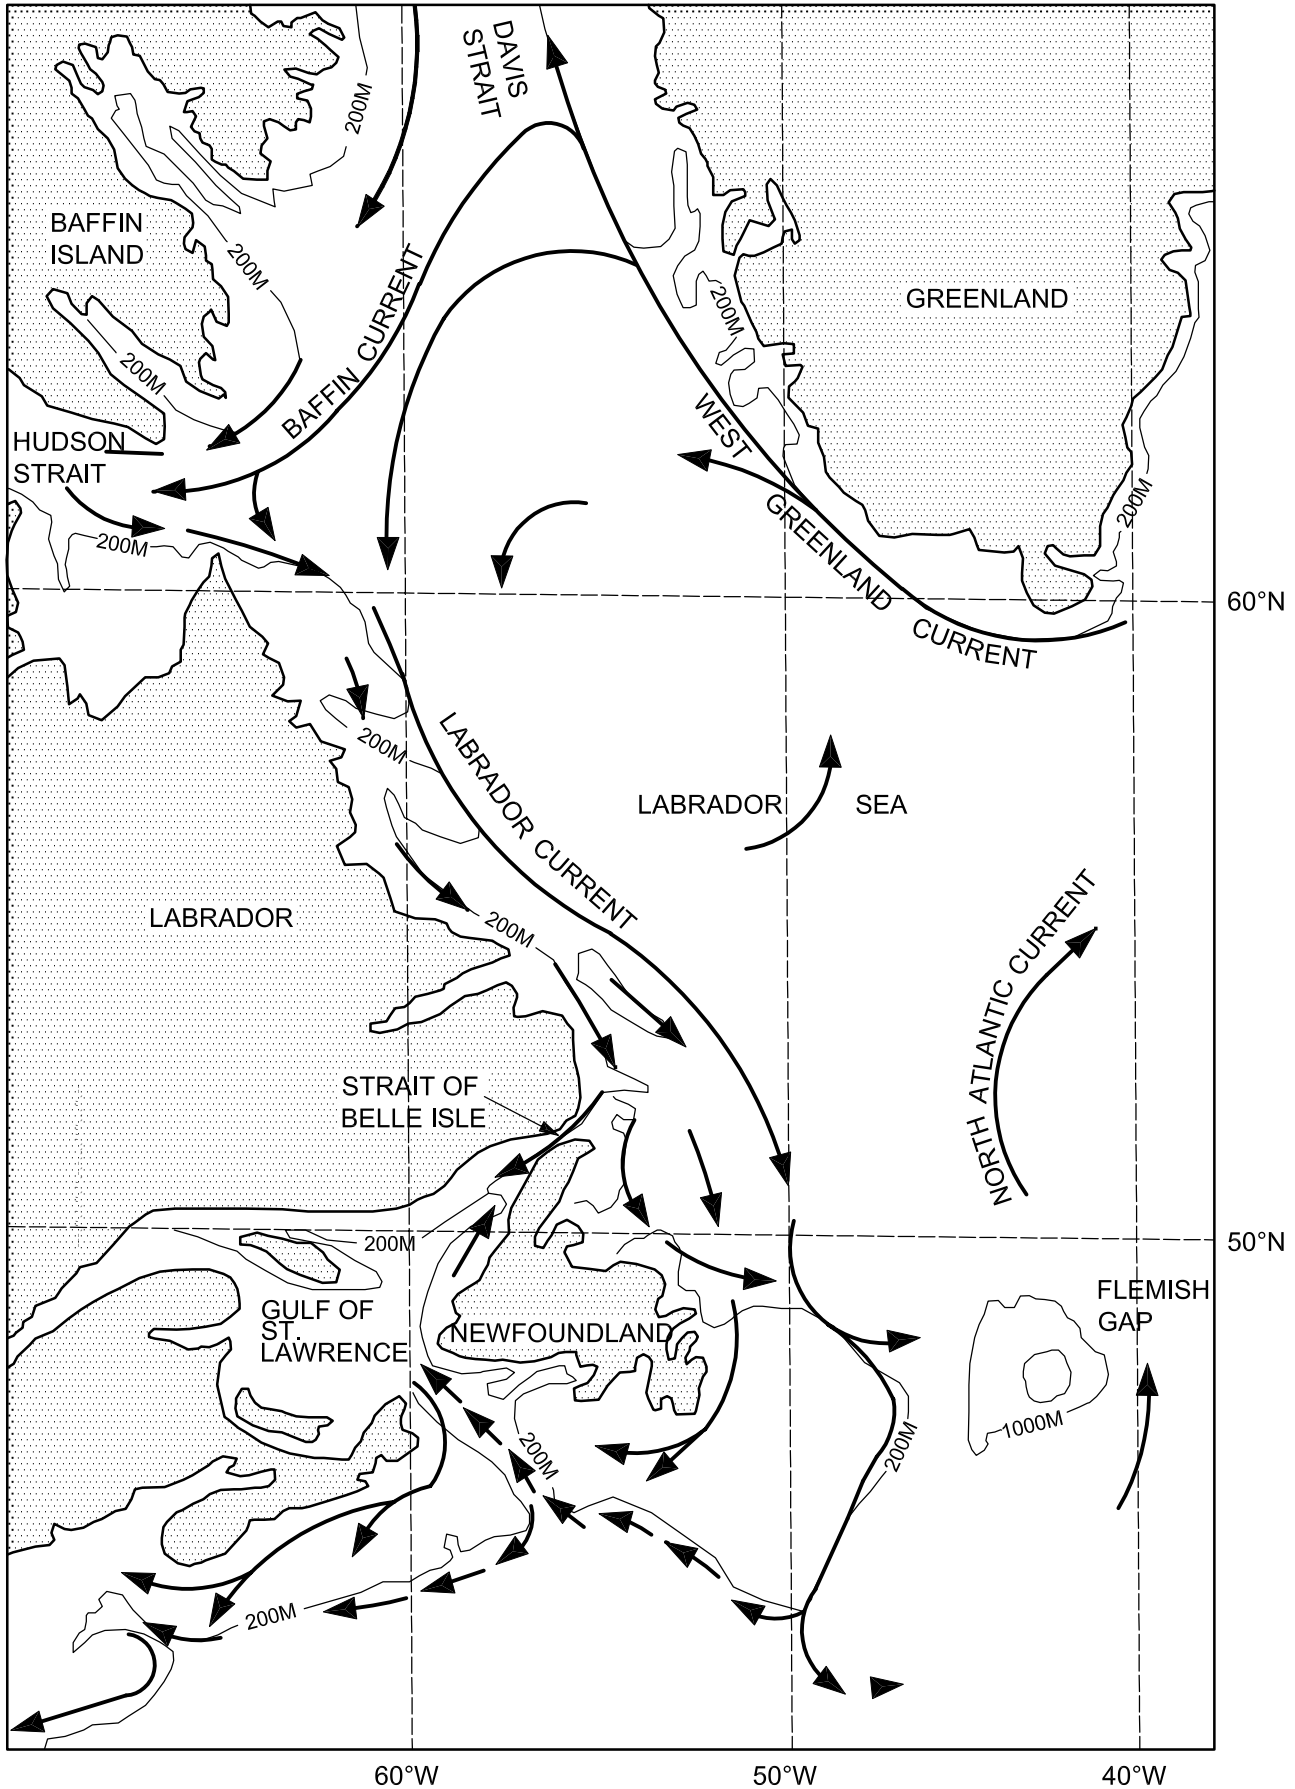 DAVIS
STRAIT
200M
BAFFIN
ISLAND
200M
GREENLAND
200M
BAFFIN CURRENT
200M
WEST
GREENLAND
CURRENT
HUDSON
STRAIT
200M
200M
60°N
LABRADOR CURRENT
200M
LABRADOR SEA
LABRADOR
200M
NORTH ATLANTIC CURRENT
STRAIT OF
BELLE ISLE
200M
50°N
FLEMISH
GAP
GULF OF
ST.
LAWRENCE
NEWFOUNDLAND
1000M
200M
200M
200M
60°W
50°W
40°W